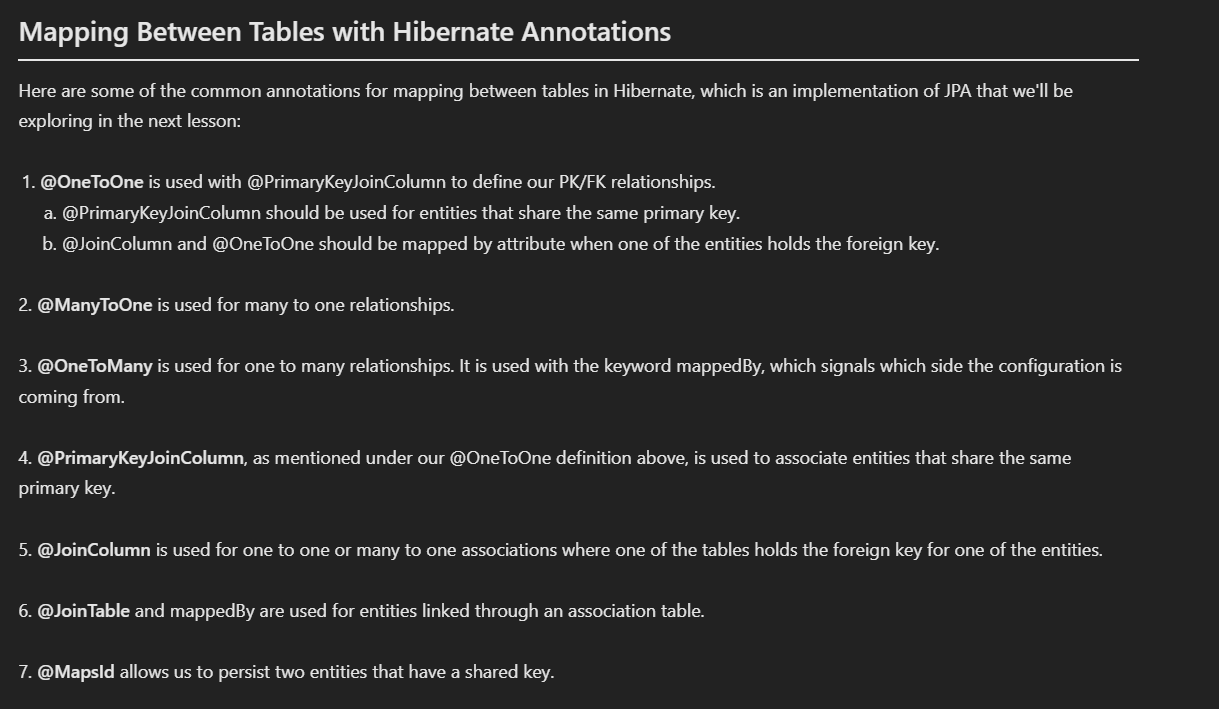 Mapping Between Tables with Hibernate Annotations
Here are some of the common annotations for mapping between tables in Hibernate, which is an implementation of JPA that we'll be
exploring in the next lesson:
1. @OneToOne is used with @PrimaryKeyJoinColumn to define our PK/FK relationships.
a. @PrimaryKeyJoinColumn should be used for entities that share the same primary key.
b. @JoinColumn and @OneToOne should be mapped by attribute when one of the entities holds the foreign key.
2. @ManyToOne is used for many to one relationships.
3. @OneToMany is used for one to many relationships. It is used with the keyword mappedBy, which signals which side the configuration is
coming from.
4. @PrimaryKeyJoinColumn, as mentioned under our @OneToOne definition above, is used to associate entities that share the same
primary key.
5. @JoinColumn is used for one to one or many to one associations where one of the tables holds the foreign key for one of the entities.
6. @JoinTable and mappedBy are used for entities linked through an association table.
7. @MapsId allows us to persist two entities that have a shared key.